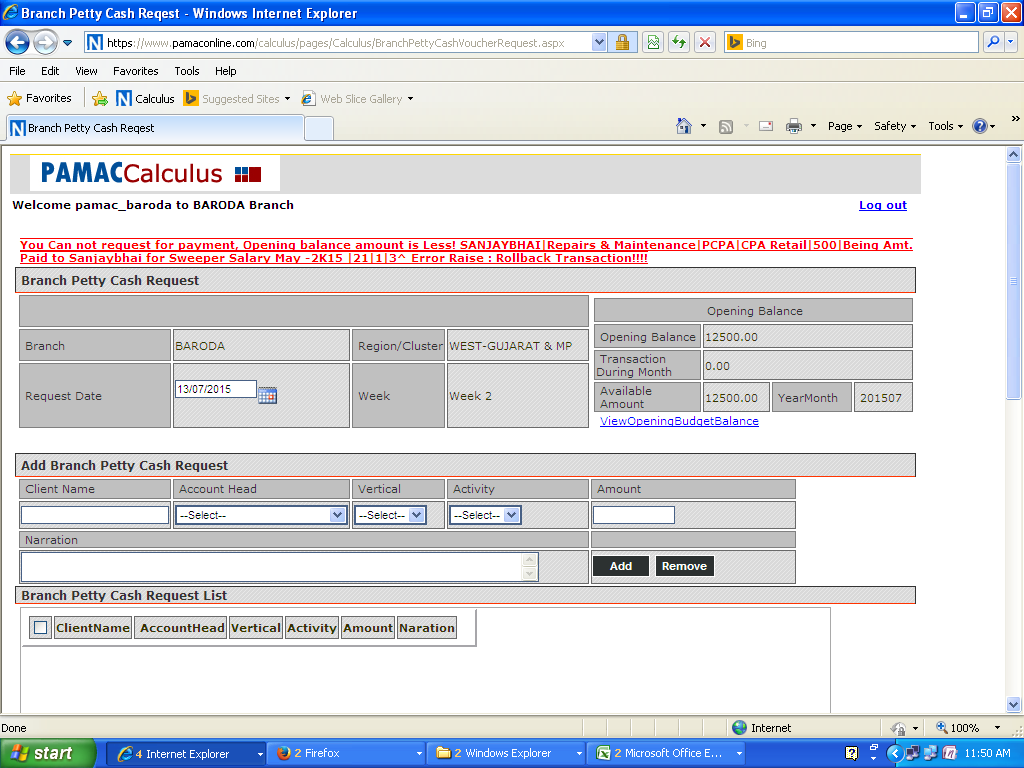 Branch Petty Cash Reqest - Windows Internet Explorer
https://www.pamaconline.com/calculus/pages/Calculus/BranchPettyCashVoucherRequest.aspx
Bing
File Edit View Favorites Tools Help
Favorites Calculus Suggested Sites Web Slice Gallery
Branch Petty Cash Reqest
Page Safety Tools
PAMACCalculus
Welcome pamac_baroda to BARODA Branch
Log out
You Can not request for payment, Opening balance amount is Less! SANJAYBHAI|Repairs & Maintenance|PCPA|CPA Retail|500|Being Amt.
Paid to Sanjaybhai for Sweeper Salary May -2K15 |21|1|3^ Error Raise : Rollback Transaction!!!!
Branch Petty Cash Request
Opening Balance
Branch BARODA Region/Cluster WEST-GUJARAT & MP
Opening Balance 12500.00
Transaction During Month 0.00
Request Date 13/07/2015 Week Week 2
Available Amount 12500.00 YearMonth 201507
ViewOpeningBudgetBalance
Add Branch Petty Cash Request
Client Name Account Head Vertical Activity Amount
--Select-- --Select-- --Select--
Narration
Add Remove
Branch Petty Cash Request List
ClientName AccountHead Vertical Activity Amount Naration
Done Internet 100%
start 4 Internet Explorer 2 Firefox 2 Windows Explorer 2 Microsoft Office E... 11:50 AM